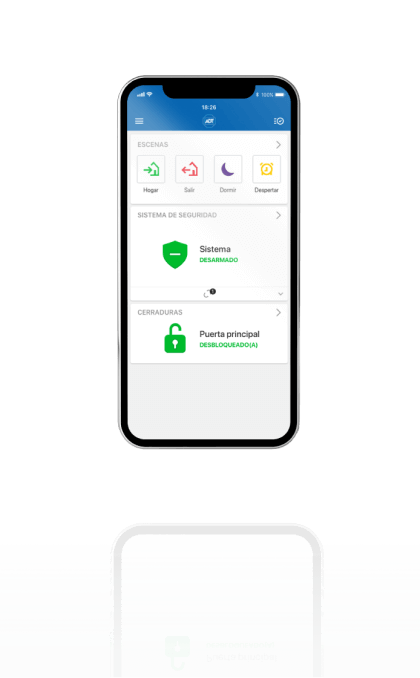 100%
18:26
ADT
ESCENAS
Hogar
Salir
Dormir
Despertar
SISTEMA DE SEGURIDAD
Sistema
DESARMADO
1
CERRADURAS
Puerta principal
DESBLOQUEADO(A)